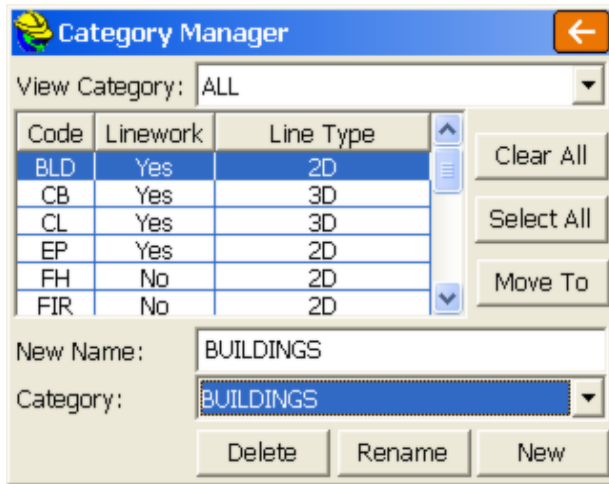 Category Manager
View Category: ALL
Code Linework Line Type
BLD Yes 2D
CB Yes 3D
CL Yes 3D
EP Yes 2D
FH No 2D
FIR No 2D
Clear All
Select All
Move To
New Name: BUILDINGS
Category: BUILDINGS
Delete Rename New